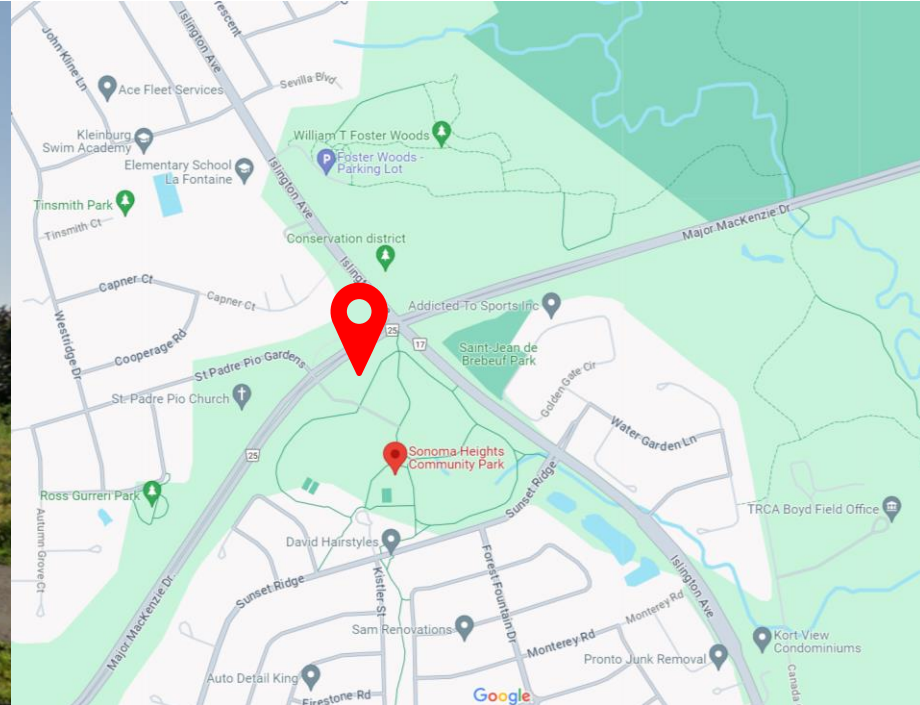 Islington Ave
Crescent
John Kline Ln
Ace Fleet Services
Sevilla Blvd
Kleinburg
Swim Academy
William T Foster Woods
P
Foster Woods -
Parking Lot
Elementary School
La Fontaine
Islington Ave
Tinsmith Park
Tinsmith Ct
Major MacKenzie Dr
Conservation district
Capner Ct
Capner Ct
Addicted To Sports Inc
25
17
Westridge Dr
Cooperage Rd
Saint-Jean de
Brebeuf Park
St Padre Pio Gardens
Golden Gate Cir
St. Padre Pio Church
Water Garden Ln
25
Sonoma Heights
Community Park
Ross Gurreri Park
Sunset Ridge
TRCA Boyd Field Office
Autumn Grove Ct
David Hairstyles
Sunset Ridge
Kistler St
Forest Fountain Dr
Islington Ave
Major MacKenzie Dr
Sam Renovations
Monterey Rd
Monterey Rd
Kort View
Condominiums
Pronto Junk Removal
Auto Detail King
Firestone Rd
Google
Canada